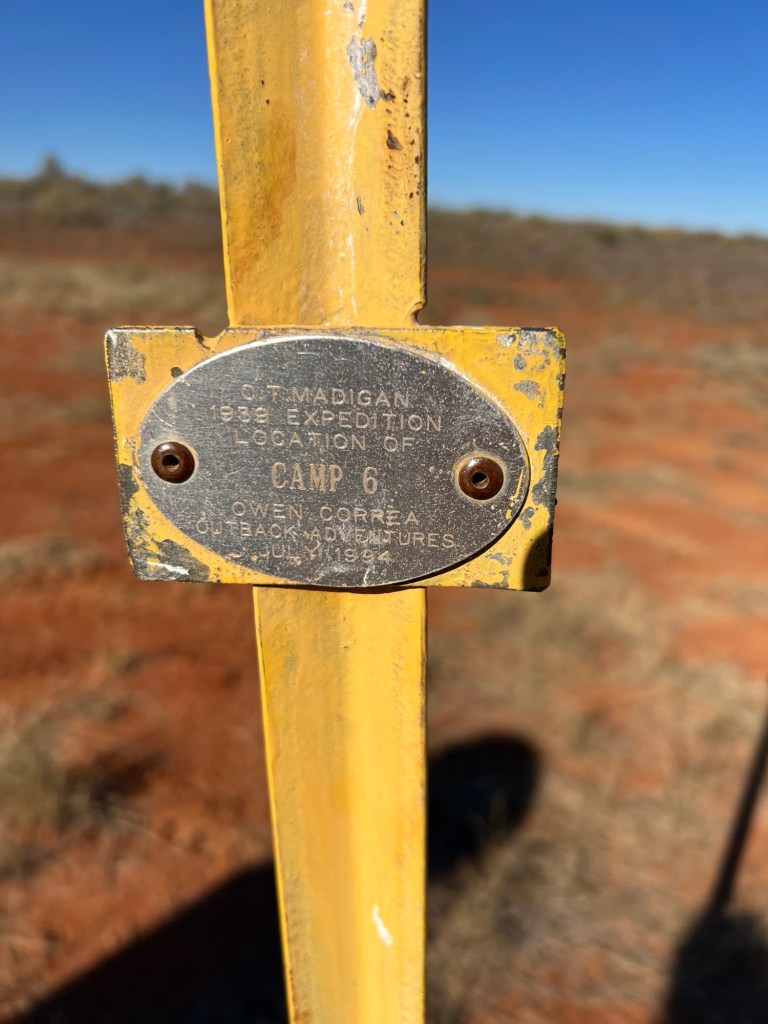 C.T. MADIGAN
1939 EXPEDITION
LOCATION OF
CAMP 6
OWEN CORREA
OUTBACK ADVENTURES
JULY 1994